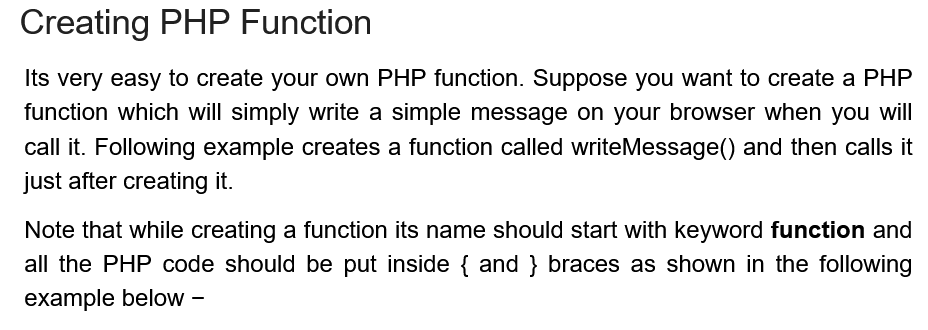 Creating PHP Function
Its very easy to create your own PHP function. Suppose you want to create a PHP
function which will simply write a simple message on your browser when you will
call it. Following example creates a function called writeMessage() and then calls it
just after creating it.
Note that while creating a function its name should start with keyword function and
all the PHP code should be put inside { and } braces as shown in the following
example below −